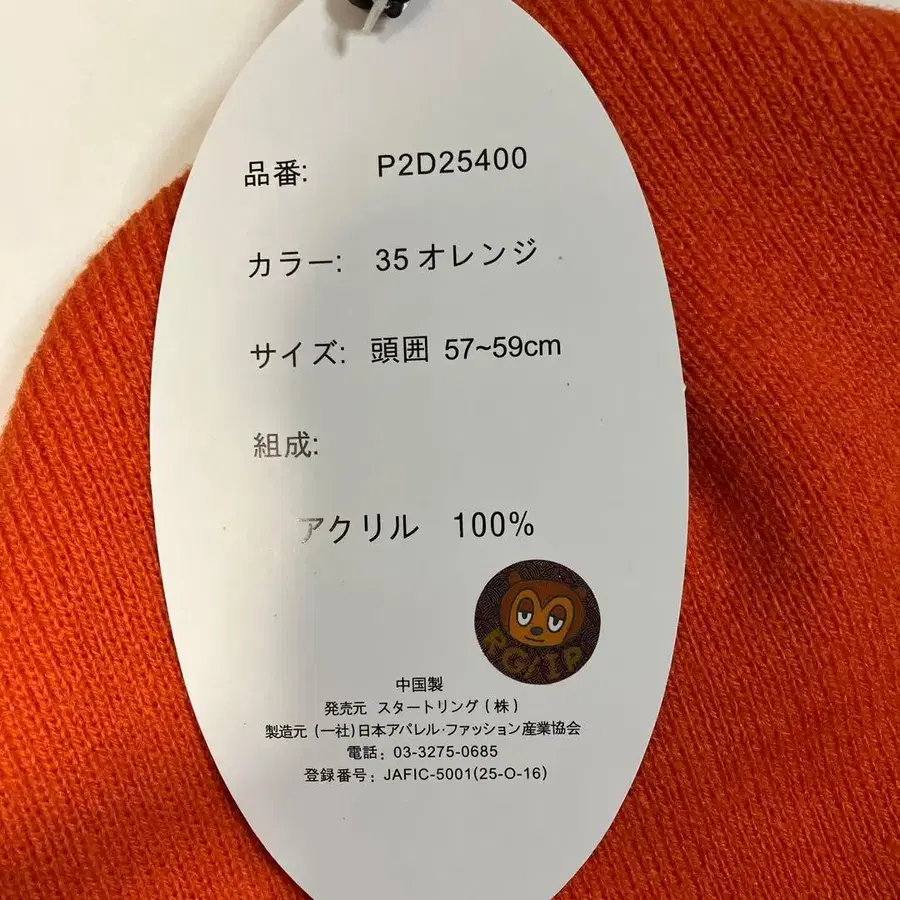 品番: P2D25400
カラー: 35 オレンジ
サイズ: 頭囲 57~59cm
組成:
アクリル 100%
RG/IP
中国製
発売元 スタートリング(株)
製造元 (一社)日本アパレル・ファッション産業協会
電話: 03-3275-0685
登録番号: JAFIC-5001(25-O-16)